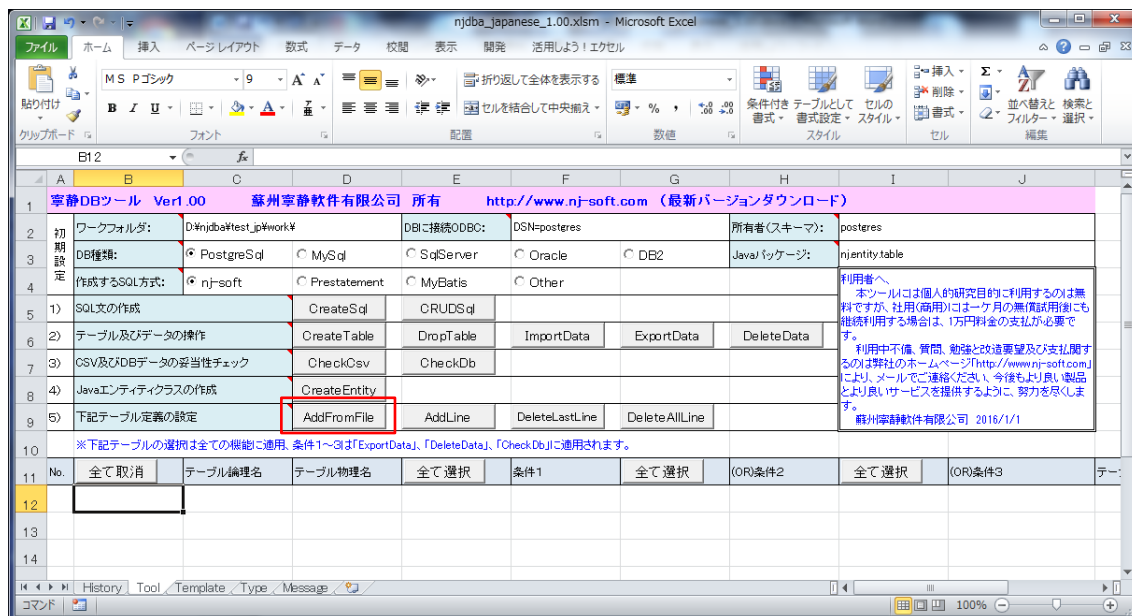 njdba_japanese_1.00.xlsm - Microsoft Excel
ファイル ホーム 挿入 ページ レイアウト 数式 データ 校閲 表示 開発 活用しよう！エクセル
貼り付け
MS Pゴシック 9 A A 折り返して全体を表示する 標準
B I U A セルを結合して中央揃え % , .0 .00 .00 .0
条件付き書式 テーブルとして書式設定 セルのスタイル 挿入 削除 書式 Σ 並べ替えとフィルター 検索と選択
クリップボード フォント 配置 数値 スタイル セル 編集
B12 fx
A B C D E F G H I J
1 寧静DBツール Ver1.00 蘇州寧静軟件有限公司 所有 http://www.nj-soft.com （最新バージョンダウンロード）
2 初期設定 ワークフォルダ: D:¥njdba¥test_jp¥work¥ DBに接続ODBC: DSN=postgres 所有者(スキーマ): postgres
3 DB種類: PostgreSql MySql SqlServer Oracle DB2 Javaパッケージ: nj.entity.table
4 作成するSQL方式: nj-soft Prestatement MyBatis Other
5 1) SQL文の作成 CreateSql CRUDSql
6 2) テーブル及びデータの操作 CreateTable DropTable ImportData ExportData DeleteData
7 3) CSV及びDBデータの妥当性チェック CheckCsv CheckDb
8 4) Javaエンティティクラスの作成 CreateEntity
9 5) 下記テーブル定義の設定 AddFromFile AddLine DeleteLastLine DeleteAllLine
利用者へ、
本ツールには個人的研究目的に利用するのは無
料ですが、社用(商用)には一ケ月の無償試用後にも
継続利用する場合は、1万円料金の支払が必要で
す。
利用中不備、質問、勉強と改造要望及び支払関す
るのは弊社のホームページ「http://www.nj-soft.com」
により、メールでご連絡ください、今後もより良い製品
とより良いサービスを提供するように、努力を尽くしま
す。
蘇州寧静軟件有限公司 2016/1/1
10 ※下記テーブルの選択は全ての機能に適用、条件1～3は「ExportData」、「DeleteData」、「CheckDb」に適用されます。
11 No. 全て取消 テーブル論理名 テーブル物理名 全て選択 条件1 全て選択 (OR)条件2 全て選択 (OR)条件3 テー
12
13
14
History Tool Template Type Message
コマンド 100%